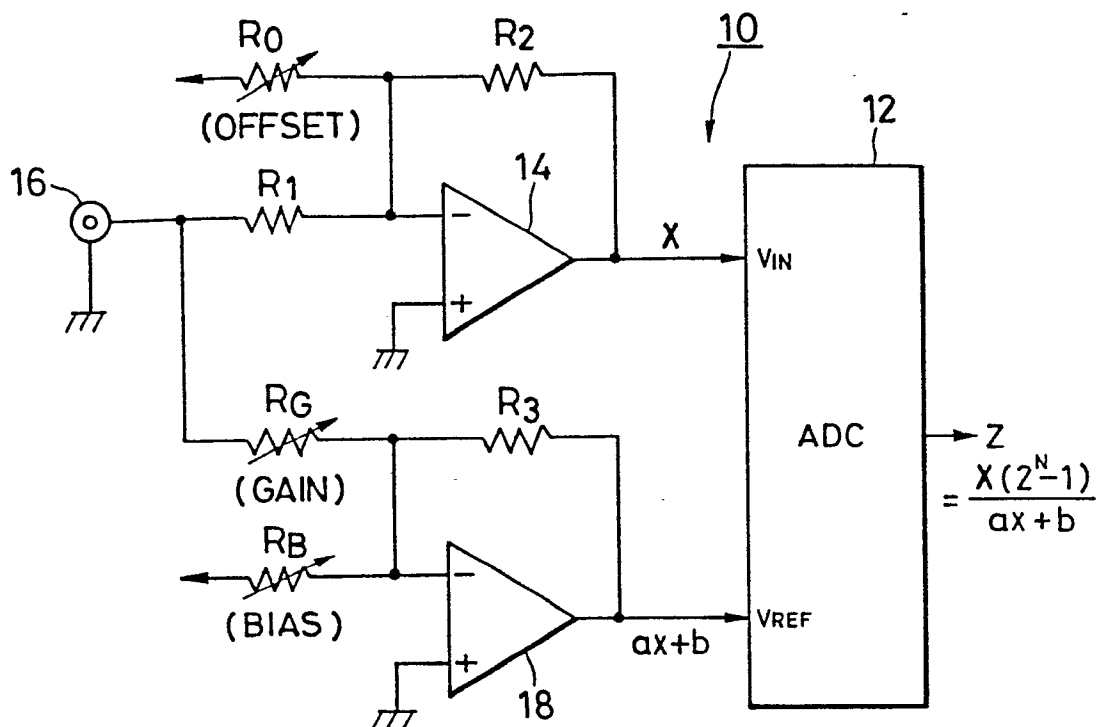 10
R0
R2
(OFFSET)
12
16
R1
14
−
X
VIN
+
RG
R3
ADC
Z
(GAIN)
= X(2^N−1)
ax+b
RB
−
(BIAS)
VREF
ax+b
+
18